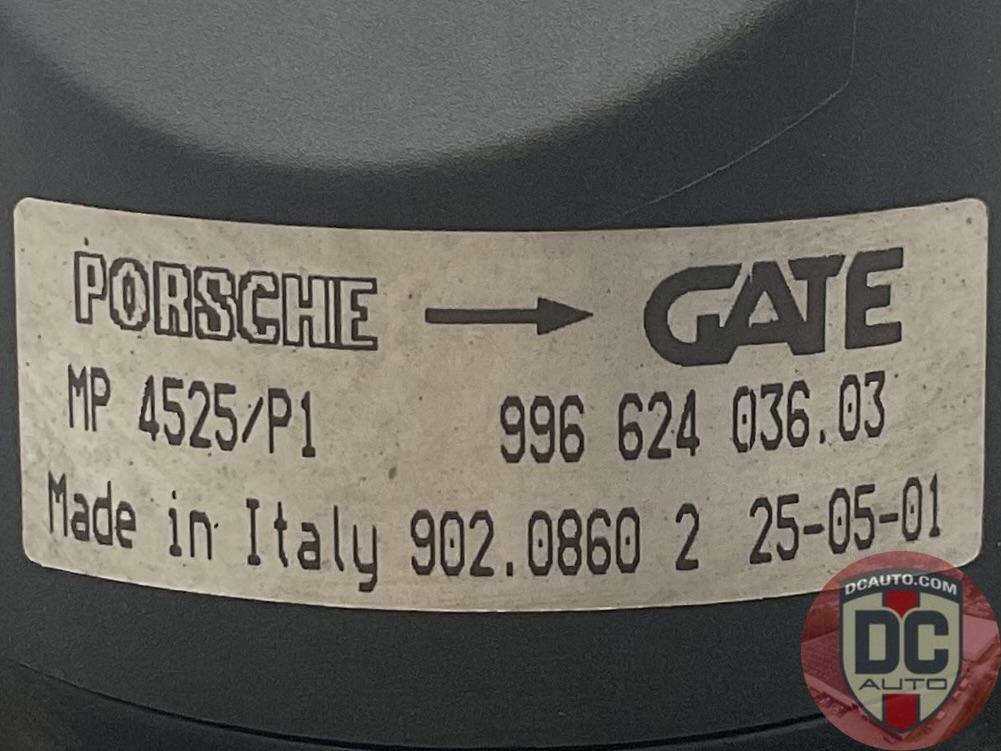 PORSCHE → GATE
MP 4525/P1 996 624 036.03
Made in Italy 902.0860 2 25-05-01
DCAUTO.COM
DC
AUTO